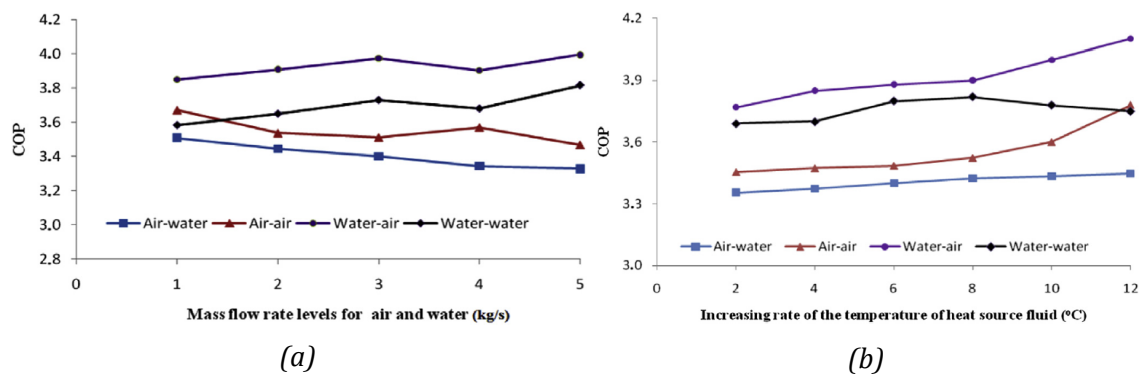 4.2
4.0
3.8
3.6
3.4
3.2
3.0
2.8
COP
Air-water Air-air Water-air Water-water
0 1 2 3 4 5
Mass flow rate levels for air and water (kg/s)
(a)
4.2
3.9
3.6
3.3
3.0
COP
Air-water Air-air Water-air Water-water
0 2 4 6 8 10 12
Increasing rate of the temperature of heat source fluid (°C)
(b)